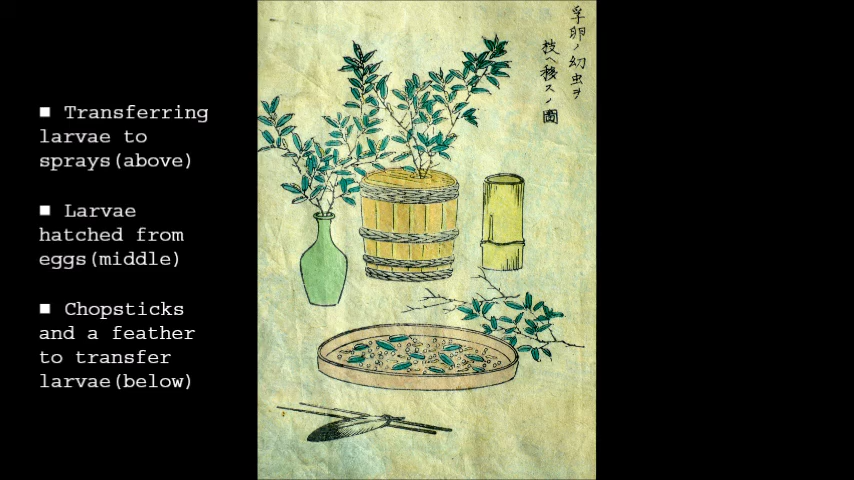 ■ Transferring
larvae to
sprays(above)
■ Larvae
hatched from
eggs(middle)
■ Chopsticks
and a feather
to transfer
larvae(below)
孚卵ノ幼虫ヲ
枝ヘ移スノ圖